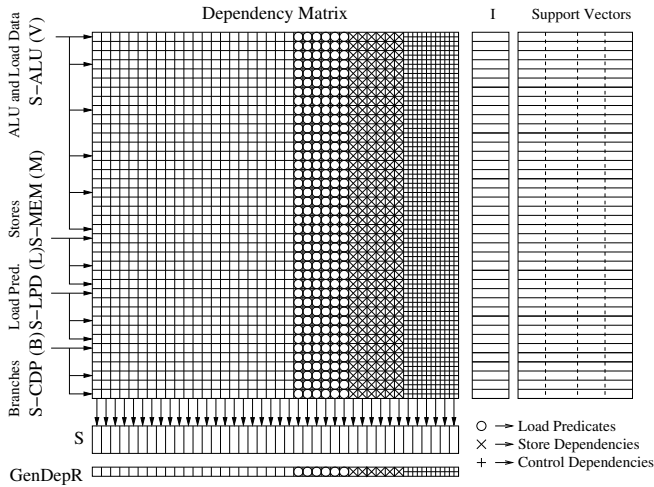 Dependency Matrix
I
Support Vectors
ALU and Load Data
S−ALU (V)
Stores
S−MEM (M)
Load Pred.
S−LPD (L)
Branches
S−CDP (B)
S
GenDepR
Load Predicates
Store Dependencies
Control Dependencies